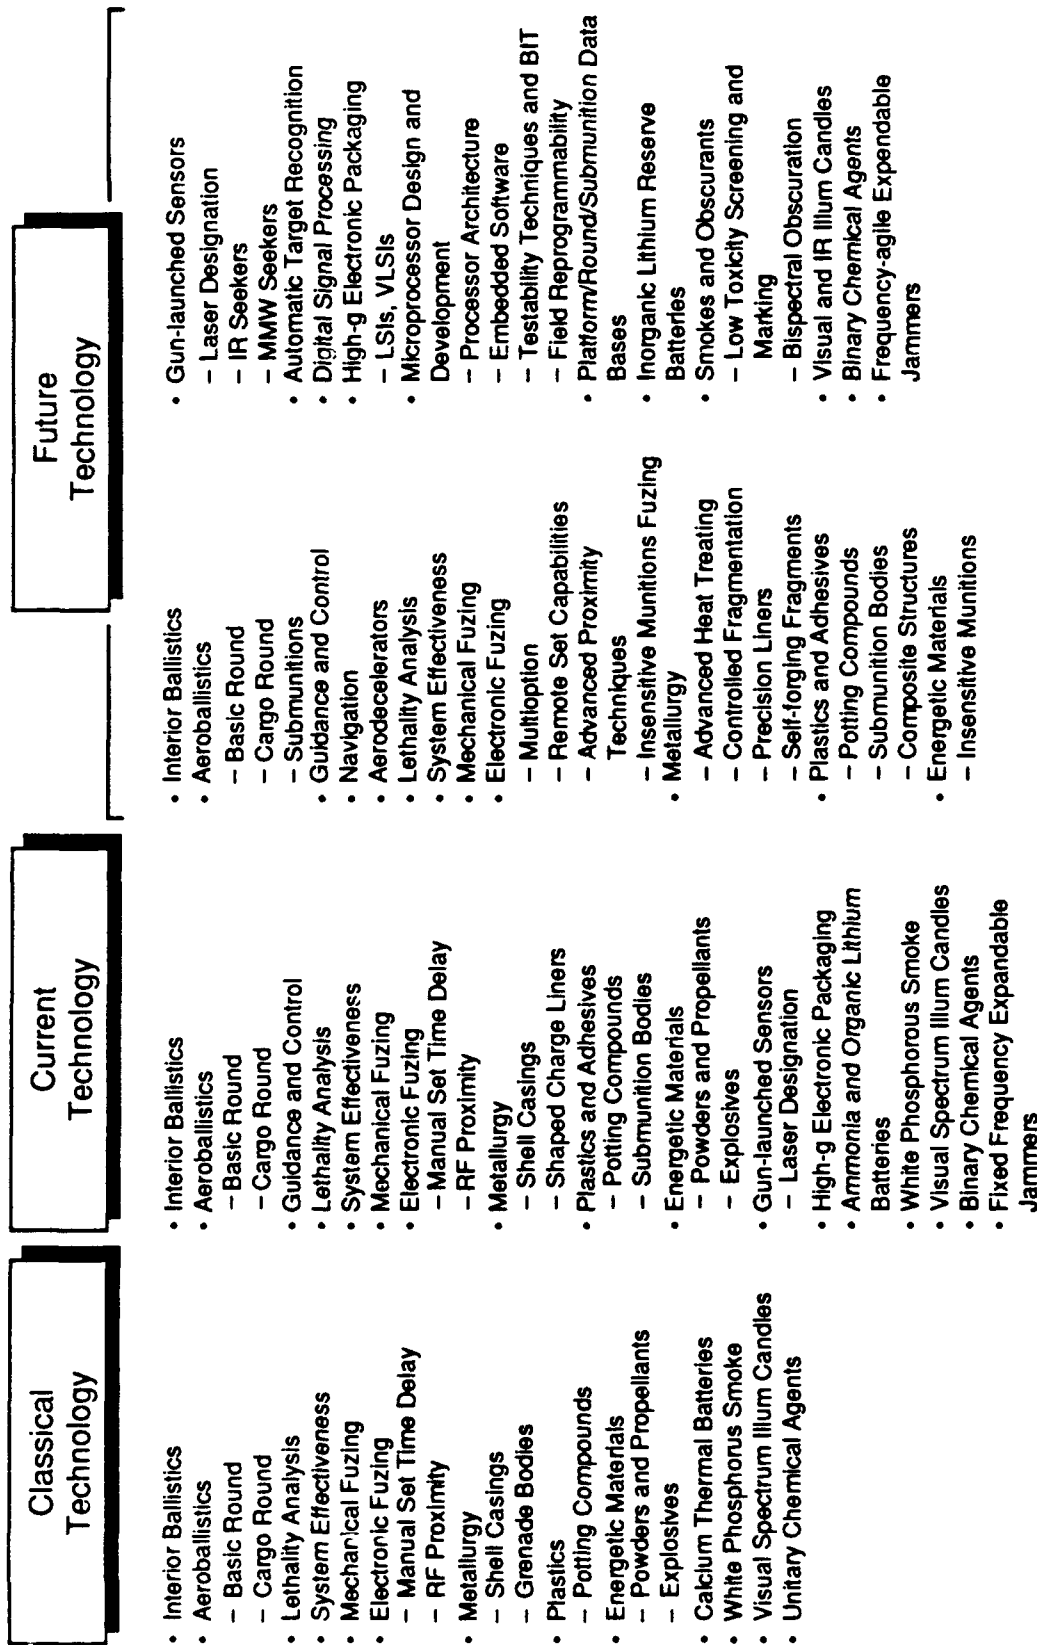 Classical
Technology
• Interior Ballistics
• Aeroballistics
– Basic Round
– Cargo Round
• Lethality Analysis
• System Effectiveness
• Mechanical Fuzing
• Electronic Fuzing
– Manual Set Time Delay
– RF Proximity
• Metallurgy
– Shell Casings
– Grenade Bodies
• Plastics
– Potting Compounds
• Energetic Materials
– Powders and Propellants
– Explosives
• Calcium Thermal Batteries
• White Phosphorus Smoke
• Visual Spectrum Illum Candles
• Unitary Chemical Agents
Current
Technology
• Interior Ballistics
• Aeroballistics
– Basic Round
– Cargo Round
• Guidance and Control
• Lethality Analysis
• System Effectiveness
• Mechanical Fuzing
• Electronic Fuzing
– Manual Set Time Delay
– RF Proximity
• Metallurgy
– Shell Casings
– Shaped Charge Liners
• Plastics and Adhesives
– Potting Compounds
– Submunition Bodies
• Energetic Materials
– Powders and Propellants
– Explosives
• Gun-launched Sensors
– Laser Designation
• High-g Electronic Packaging
• Ammonia and Organic Lithium
Batteries
• White Phosphorous Smoke
• Visual Spectrum Illum Candles
• Binary Chemical Agents
• Fixed Frequency Expandable
Jammers
Future
Technology
• Interior Ballistics
• Aeroballistics
– Basic Round
– Cargo Round
– Submunitions
• Guidance and Control
• Navigation
• Aerodecelerators
• Lethality Analysis
• System Effectiveness
• Mechanical Fuzing
• Electronic Fuzing
– Multioption
– Remote Set Capabilities
– Advanced Proximity
Techniques
– Insensitive Munitions Fuzing
• Metallurgy
– Advanced Heat Treating
– Controlled Fragmentation
– Precision Liners
– Self-forging Fragments
• Plastics and Adhesives
– Potting Compounds
– Submunition Bodies
– Composite Structures
• Energetic Materials
– Insensitive Munitions
• Gun-launched Sensors
– Laser Designation
– IR Seekers
– MMW Seekers
• Automatic Target Recognition
• Digital Signal Processing
• High-g Electronic Packaging
– LSIs, VLSIs
• Microprocessor Design and
Development
– Processor Architecture
– Embedded Software
– Testability Techniques and BIT
– Field Reprogrammability
• Platform/Round/Submunition Data
Bases
• Inorganic Lithium Reserve
Batteries
• Smokes and Obscurants
– Low Toxicity Screening and
Marking
– Bispectral Obscuration
• Visual and IR Illum Candles
• Binary Chemical Agents
• Frequency-agile Expendable
Jammers